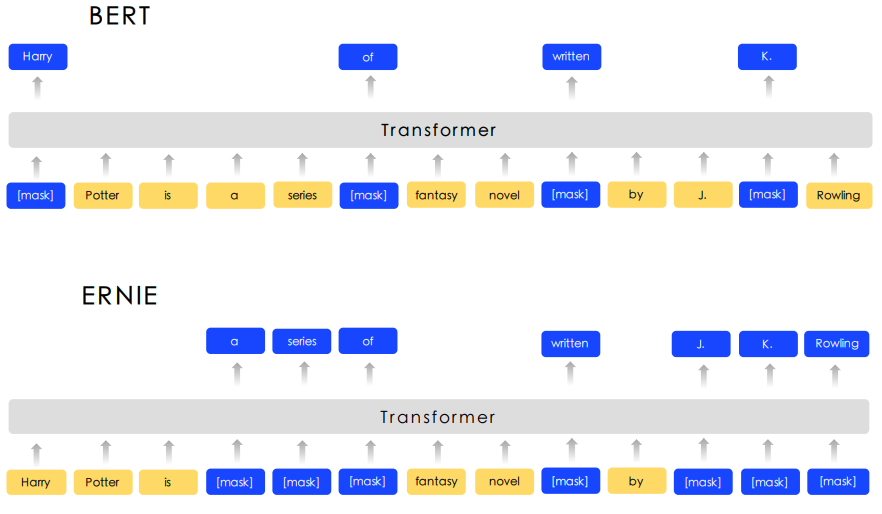 BERT
Harry of written K.
Transformer
[mask] Potter is a series [mask] fantasy novel [mask] by J. [mask] Rowling
ERNIE
a series of written J. K. Rowling
Transformer
Harry Potter is [mask] [mask] [mask] fantasy novel [mask] by [mask] [mask] [mask]